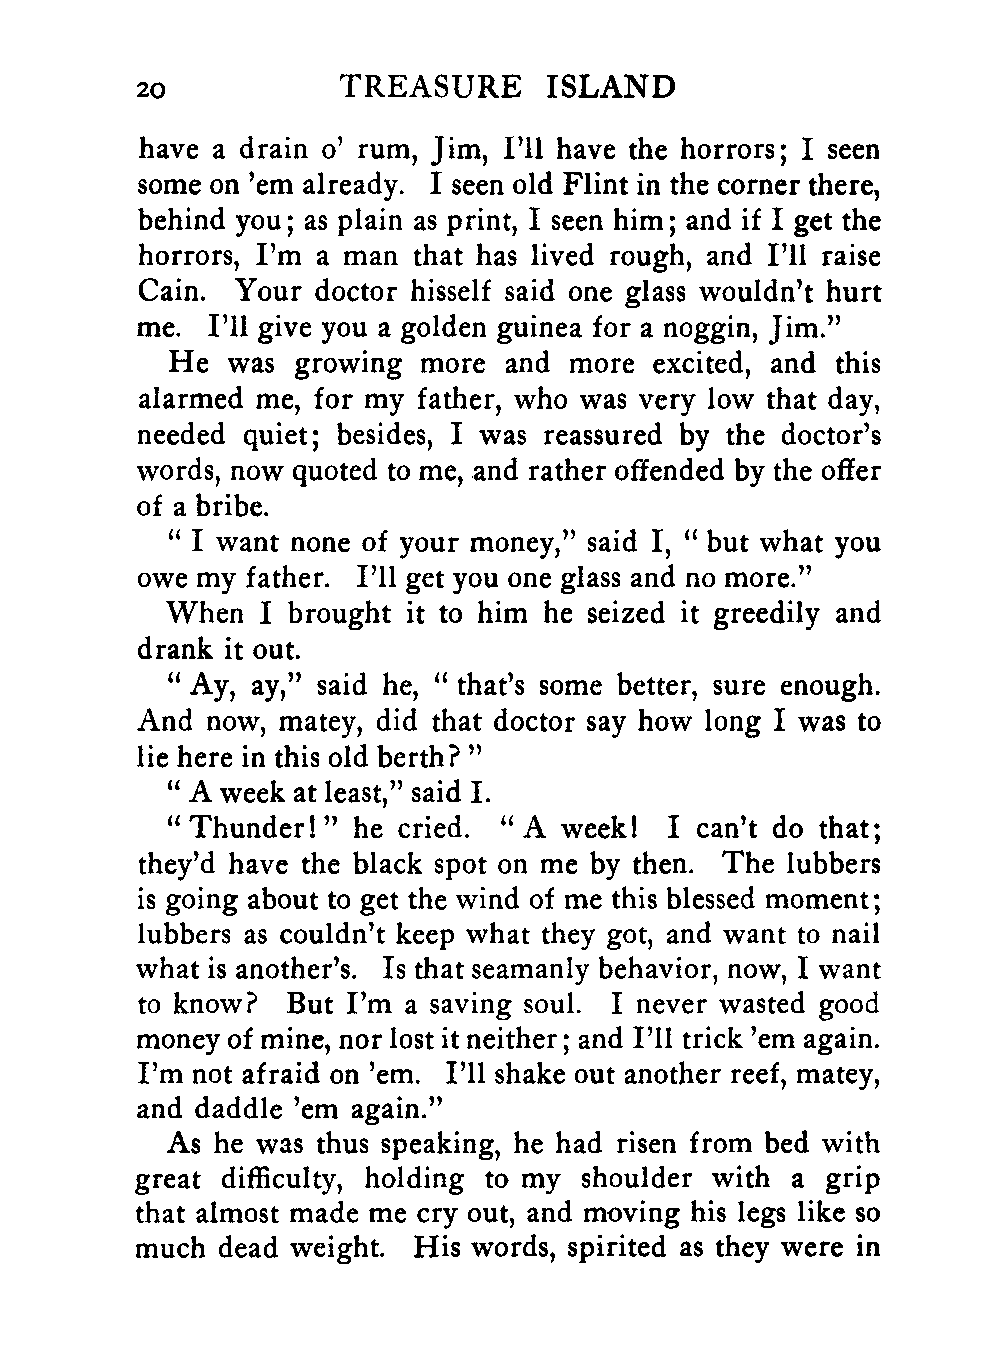 20 TREASURE ISLAND
have a drain o' rum, Jim, I'll have the horrors; I seen
some on 'em already. I seen old Flint in the corner there,
behind you; as plain as print, I seen him; and if I get the
horrors, I'm a man that has lived rough, and I'll raise
Cain. Your doctor hisself said one glass wouldn't hurt
me. I'll give you a golden guinea for a noggin, Jim."
He was growing more and more excited, and this
alarmed me, for my father, who was very low that day,
needed quiet; besides, I was reassured by the doctor's
words, now quoted to me, and rather offended by the offer
of a bribe.
"I want none of your money," said I, "but what you
owe my father. I'll get you one glass and no more."
When I brought it to him he seized it greedily and
drank it out.
"Ay, ay," said he, "that's some better, sure enough.
And now, matey, did that doctor say how long I was to
lie here in this old berth?"
"A week at least," said I.
"Thunder!" he cried. "A week! I can't do that;
they'd have the black spot on me by then. The lubbers
is going about to get the wind of me this blessed moment;
lubbers as couldn't keep what they got, and want to nail
what is another's. Is that seamanly behavior, now, I want
to know? But I'm a saving soul. I never wasted good
money of mine, nor lost it neither; and I'll trick 'em again.
I'm not afraid on 'em. I'll shake out another reef, matey,
and daddle 'em again."
As he was thus speaking, he had risen from bed with
great difficulty, holding to my shoulder with a grip
that almost made me cry out, and moving his legs like so
much dead weight. His words, spirited as they were in